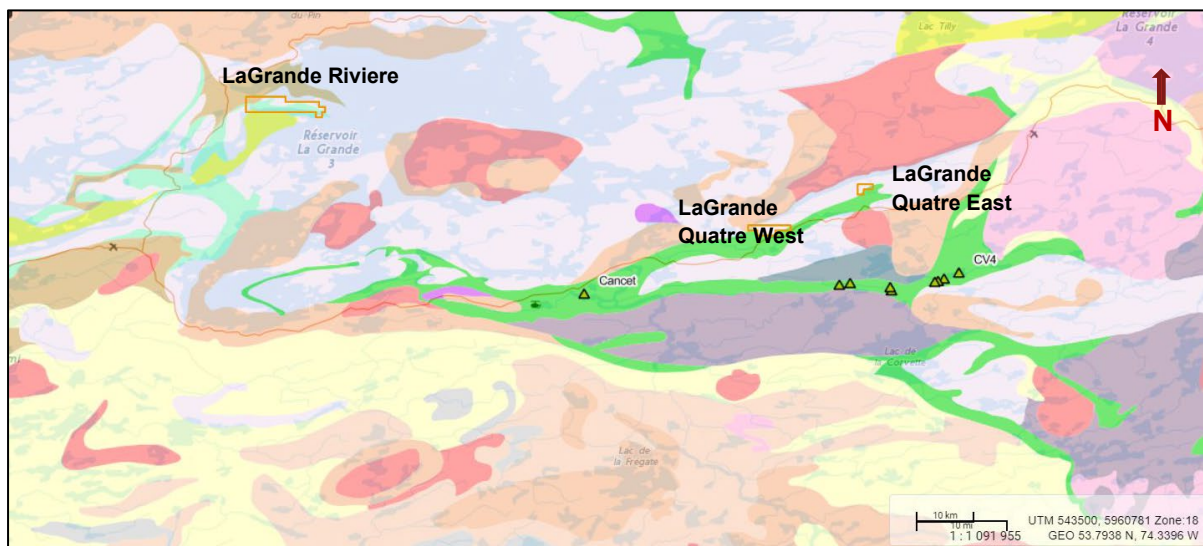 du Pin
Lac Tilly
Réservoir
La Grande
4
LaGrande Riviere
Réservoir
La Grande
3
N
LaGrande
Quatre East
LaGrande
Quatre West
CV4
Cancet
Lac de
la Corvette
Lac de
la Frégate
10 km
10 mi
1 : 1 091 955
UTM 543500, 5960781 Zone:18
GEO 53.7938 N, 74.3396 W